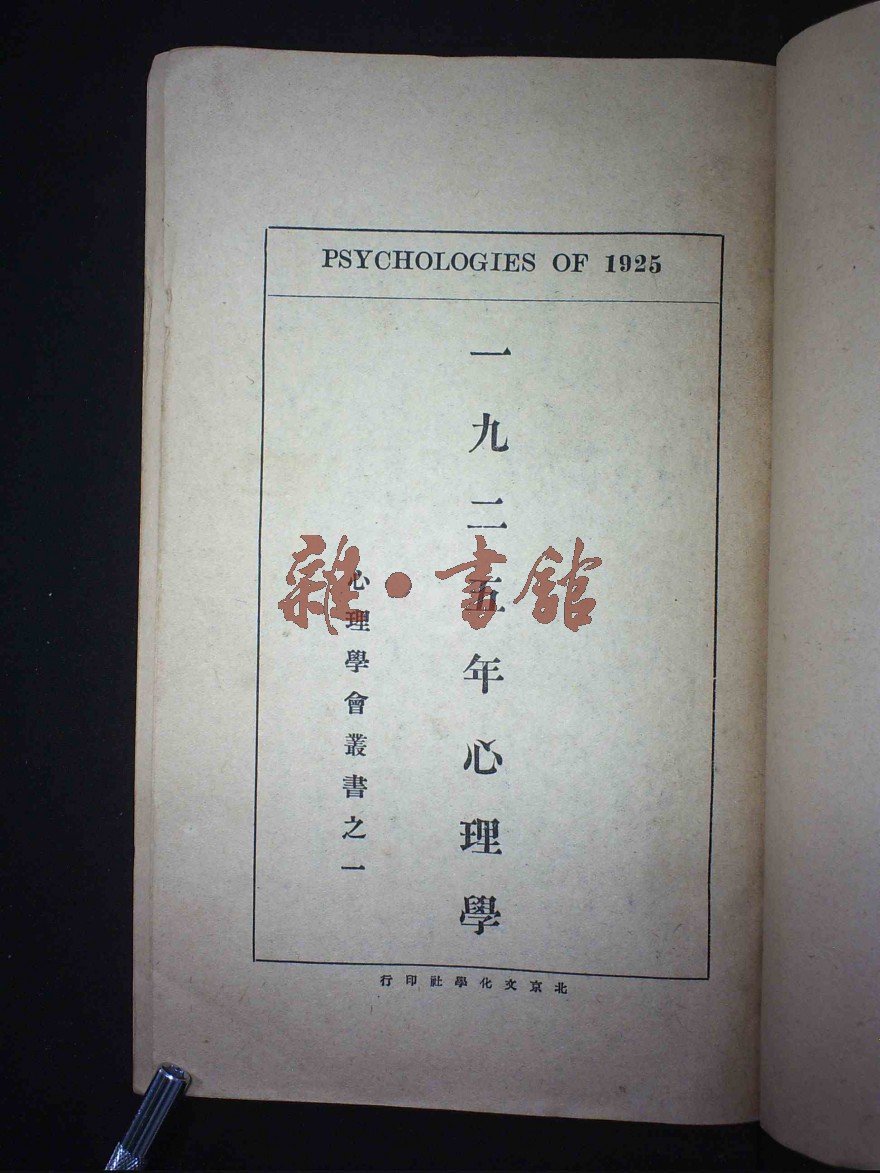 PSYCHOLOGIES OF 1925
一九二五年心理學
心理學會叢書之一
北京文化學社印行
雜·書館